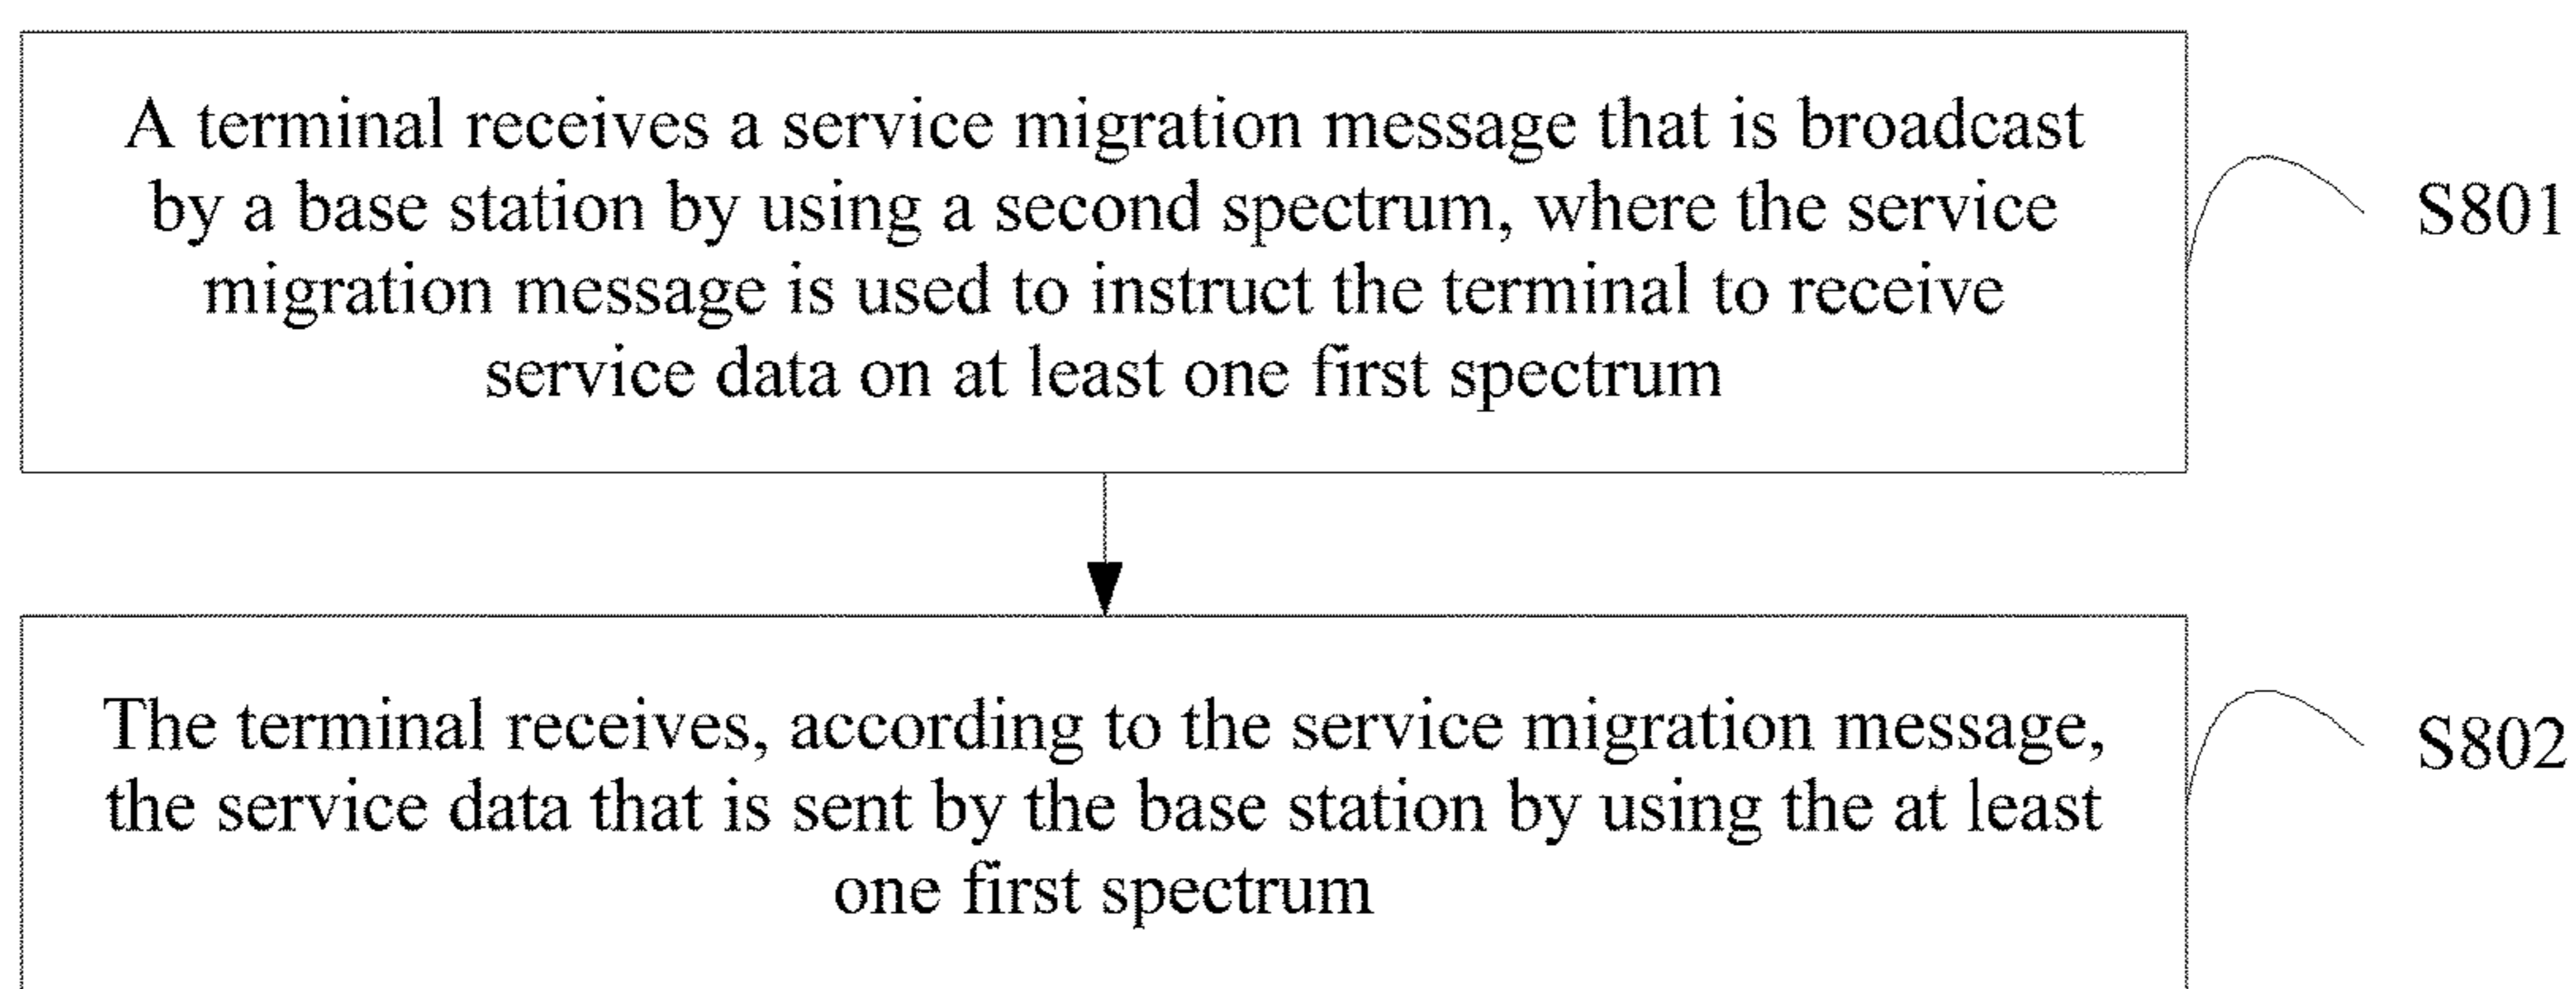 A terminal receives a service migration message that is broadcast
by a base station by using a second spectrum, where the service
migration message is used to instruct the terminal to receive
service data on at least one first spectrum
S801
The terminal receives, according to the service migration message,
the service data that is sent by the base station by using the at least
one first spectrum
S802